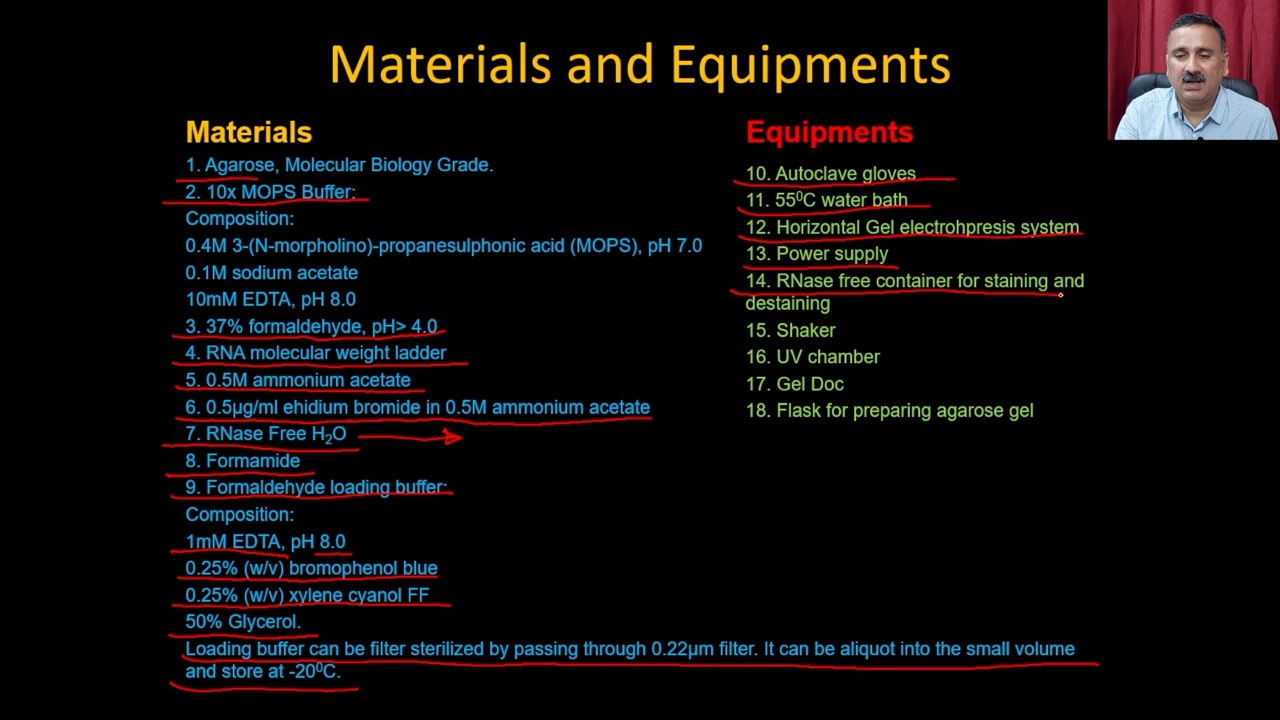 Materials and Equipments
Materials
1. Agarose, Molecular Biology Grade.
2. 10x MOPS Buffer:
Composition:
0.4M 3-(N-morpholino)-propanesulphonic acid (MOPS), pH 7.0
0.1M sodium acetate
10mM EDTA, pH 8.0
3. 37% formaldehyde, pH> 4.0
4. RNA molecular weight ladder
5. 0.5M ammonium acetate
6. 0.5µg/ml ehidium bromide in 0.5M ammonium acetate
7. RNase Free H₂O
8. Formamide
9. Formaldehyde loading buffer:
Composition:
1mM EDTA, pH 8.0
0.25% (w/v) bromophenol blue
0.25% (w/v) xylene cyanol FF
50% Glycerol.
Loading buffer can be filter sterilized by passing through 0.22µm filter. It can be aliquot into the small volume
and store at -20⁰C.
Equipments
10. Autoclave gloves
11. 55⁰C water bath
12. Horizontal Gel electrohpresis system
13. Power supply
14. RNase free container for staining and
destaining
15. Shaker
16. UV chamber
17. Gel Doc
18. Flask for preparing agarose gel